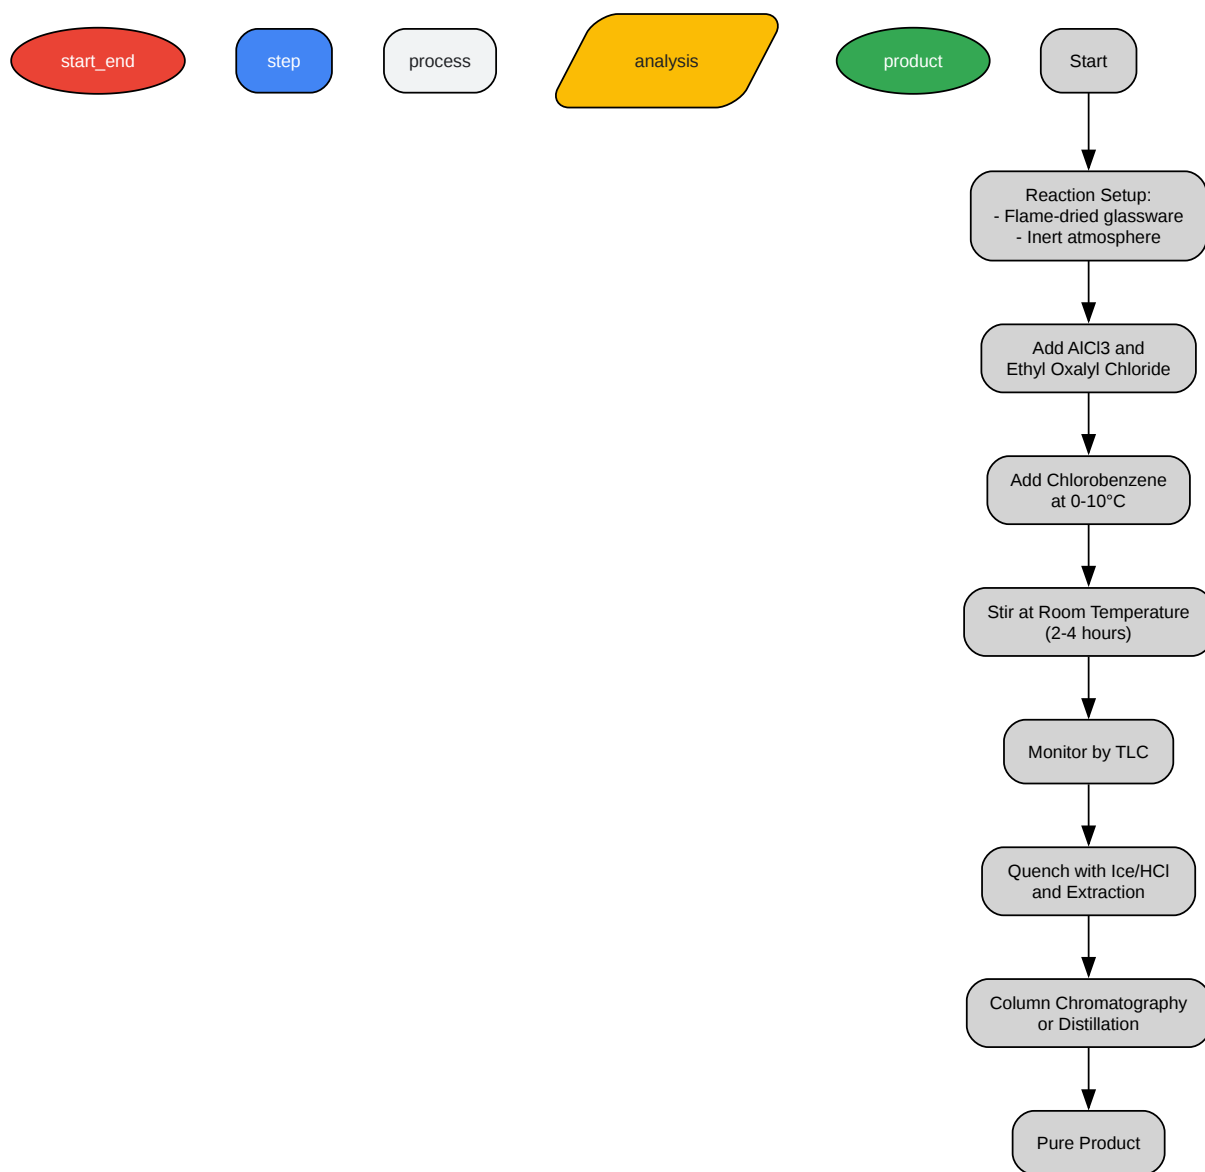 start_end
step
process
analysis
product
Start
Reaction Setup:
- Flame-dried glassware
- Inert atmosphere
Add AlCl3 and
Ethyl Oxalyl Chloride
Add Chlorobenzene
at 0-10°C
Stir at Room Temperature
(2-4 hours)
Monitor by TLC
Quench with Ice/HCl
and Extraction
Column Chromatography
or Distillation
Pure Product